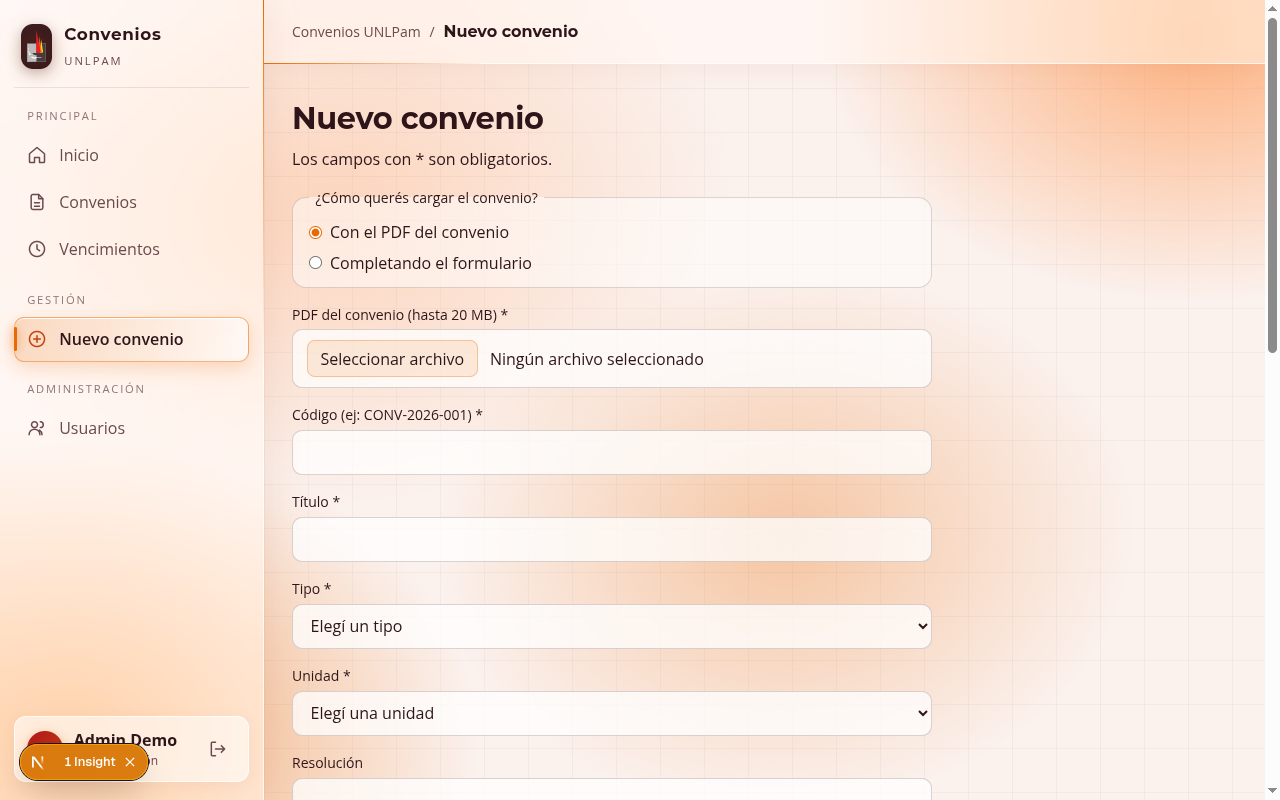 Convenios
UNLPAM
PRINCIPAL
Inicio
Convenios
Vencimientos
GESTIÓN
Nuevo convenio
ADMINISTRACIÓN
Usuarios
Admin Demo
1 Insight
Convenios UNLPam / Nuevo convenio
Nuevo convenio
Los campos con * son obligatorios.
¿Cómo querés cargar el convenio?
Con el PDF del convenio
Completando el formulario
PDF del convenio (hasta 20 MB) *
Seleccionar archivo Ningún archivo seleccionado
Código (ej: CONV-2026-001) *
Título *
Tipo *
Elegí un tipo
Unidad *
Elegí una unidad
Resolución